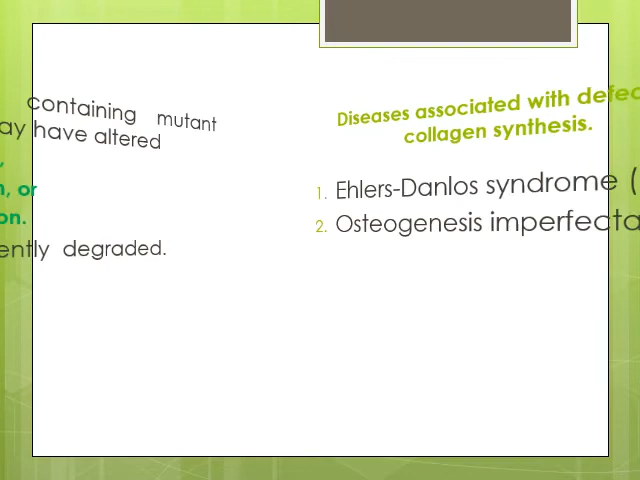 containing mutant
ay have altered
, or
ently degraded.
Diseases associated with
collagen synthesis.
1. Ehlers-Danlos syndrome (
2. Osteogenesis imperfecta